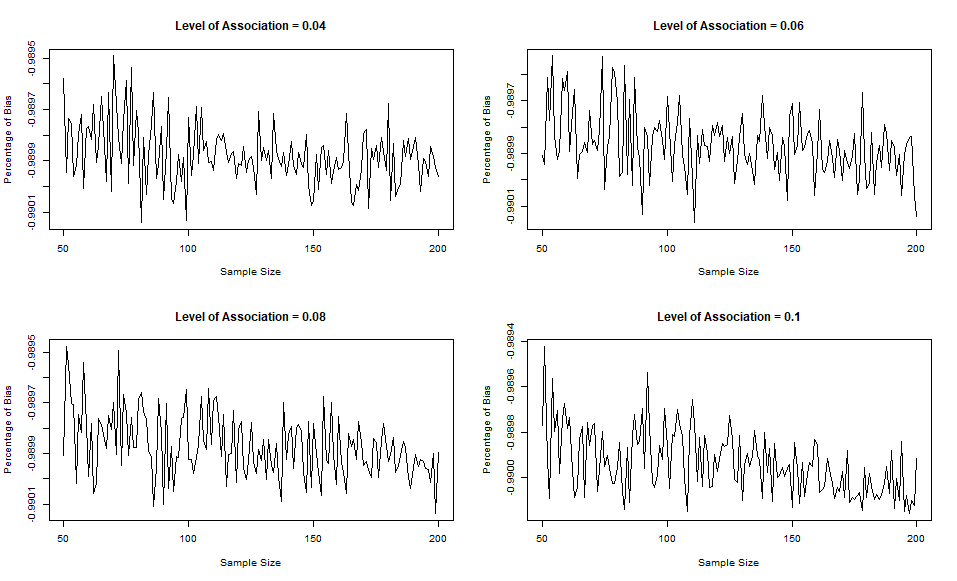 Level of Association = 0.04
Percentage of Bias
-0.9895
-0.9897
-0.9899
-0.9901
50
100
150
200
Sample Size
Level of Association = 0.06
Percentage of Bias
-0.9897
-0.9899
-0.9901
50
100
150
200
Sample Size
Level of Association = 0.08
Percentage of Bias
-0.9895
-0.9897
-0.9899
-0.9901
50
100
150
200
Sample Size
Level of Association = 0.1
Percentage of Bias
-0.9894
-0.9896
-0.9898
-0.9900
50
100
150
200
Sample Size